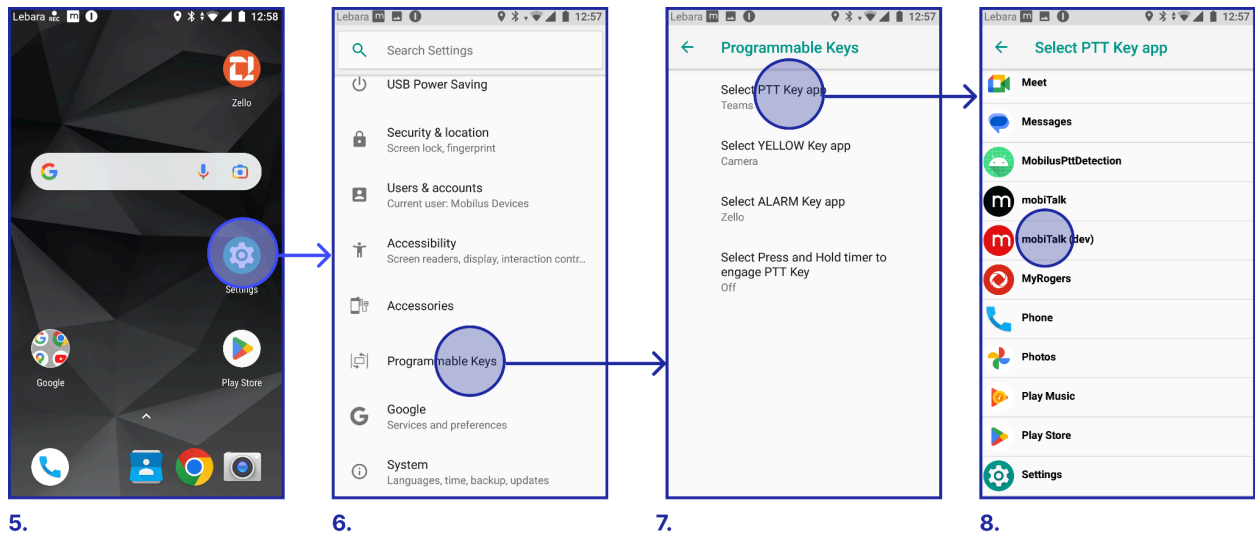 Lebara REC m 12:58
Zello
G
Settings
G G
Google
Play Store
5.
Lebara m 12:57
Search Settings
USB Power Saving
Security & location
Screen lock, fingerprint
Users & accounts
Current user: Mobilus Devices
Accessibility
Screen readers, display, interaction contr...
Accessories
Programmable Keys
G
Google
Services and preferences
System
Languages, time, backup, updates
6.
Lebara m 12:57
Programmable Keys
Select PTT Key app
Teams
Select YELLOW Key app
Camera
Select ALARM Key app
Zello
Select Press and Hold timer to
engage PTT Key
Off
7.
Lebara m 12:57
Select PTT Key app
Meet
Messages
MobilusPttDetection
m mobiTalk
m mobiTalk (dev)
MyRogers
Phone
Photos
Play Music
Play Store
Settings
8.